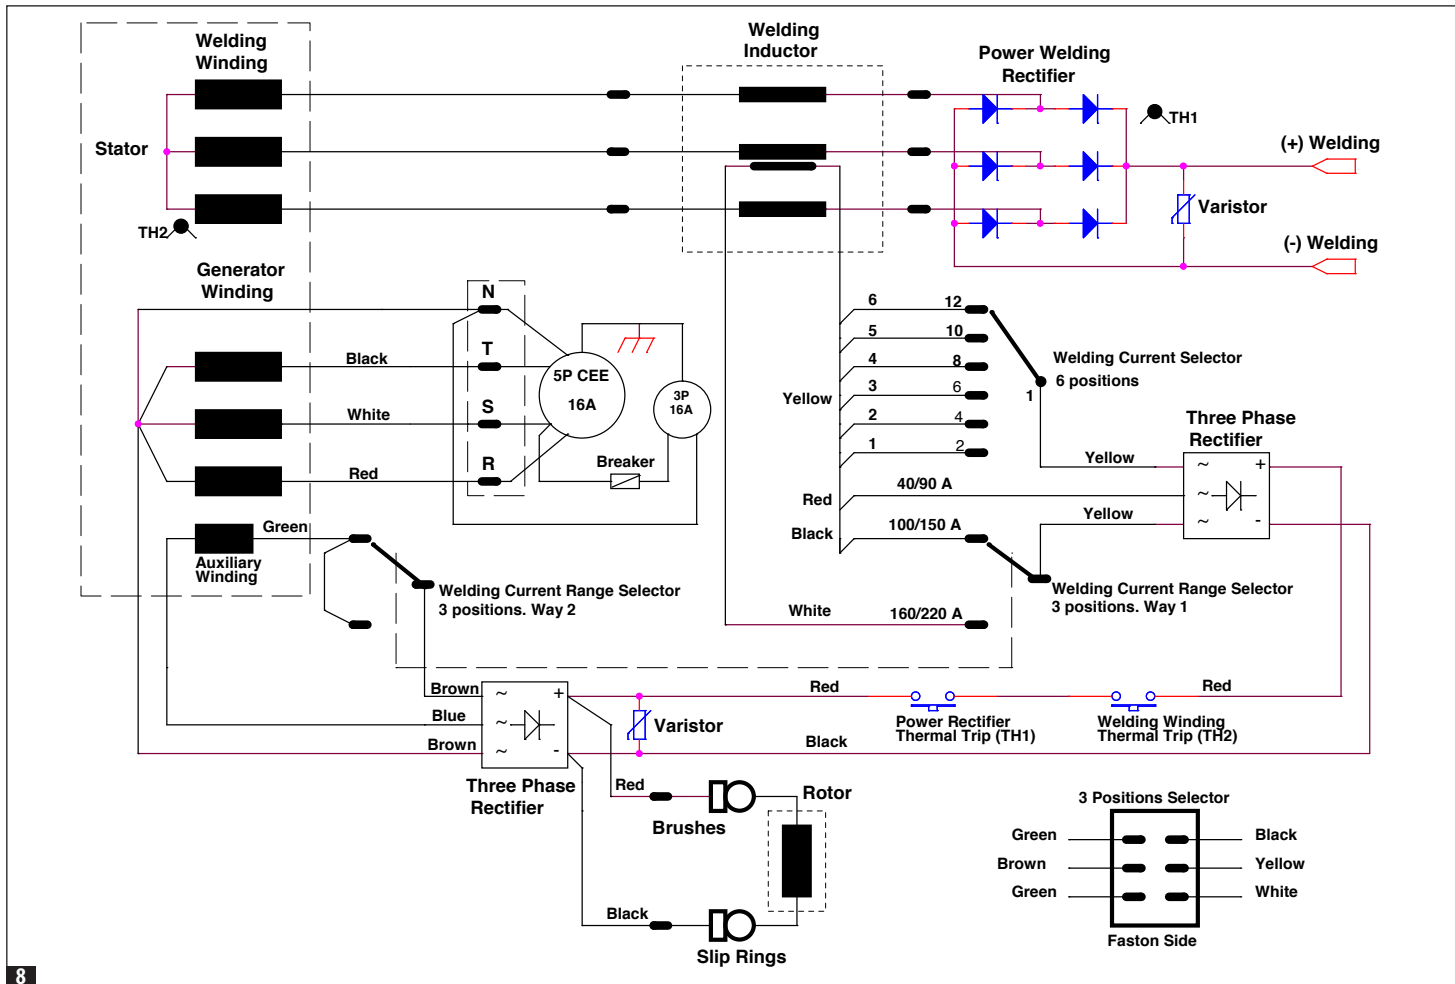 Welding
Winding
Welding
Inductor
Power Welding
Rectifier
TH1
Stator
(+) Welding
TH2
Varistor
(-) Welding
Generator
Winding
N
T
S
R
Black
White
Red
5P CEE
16A
3P
16A
Breaker
6 12
5 10
4 8
3 6
2 4
1 2
Yellow
Red
Black
1
Welding Current Selector
6 positions
Three Phase
Rectifier
Yellow
~ +
~
~ -
Yellow
40/90 A
100/150 A
Green
Auxiliary
Winding
Welding Current Range Selector
3 positions. Way 2
Welding Current Range Selector
3 positions. Way 1
White 160/220 A
Brown
Blue
Brown
~ +
~
~ -
Three Phase
Rectifier
Varistor
Red
Red
Power Rectifier
Thermal Trip (TH1)
Welding Winding
Thermal Trip (TH2)
Black
Red
Brushes
Rotor
Black
Slip Rings
3 Positions Selector
Green Black
Brown Yellow
Green White
Faston Side
8